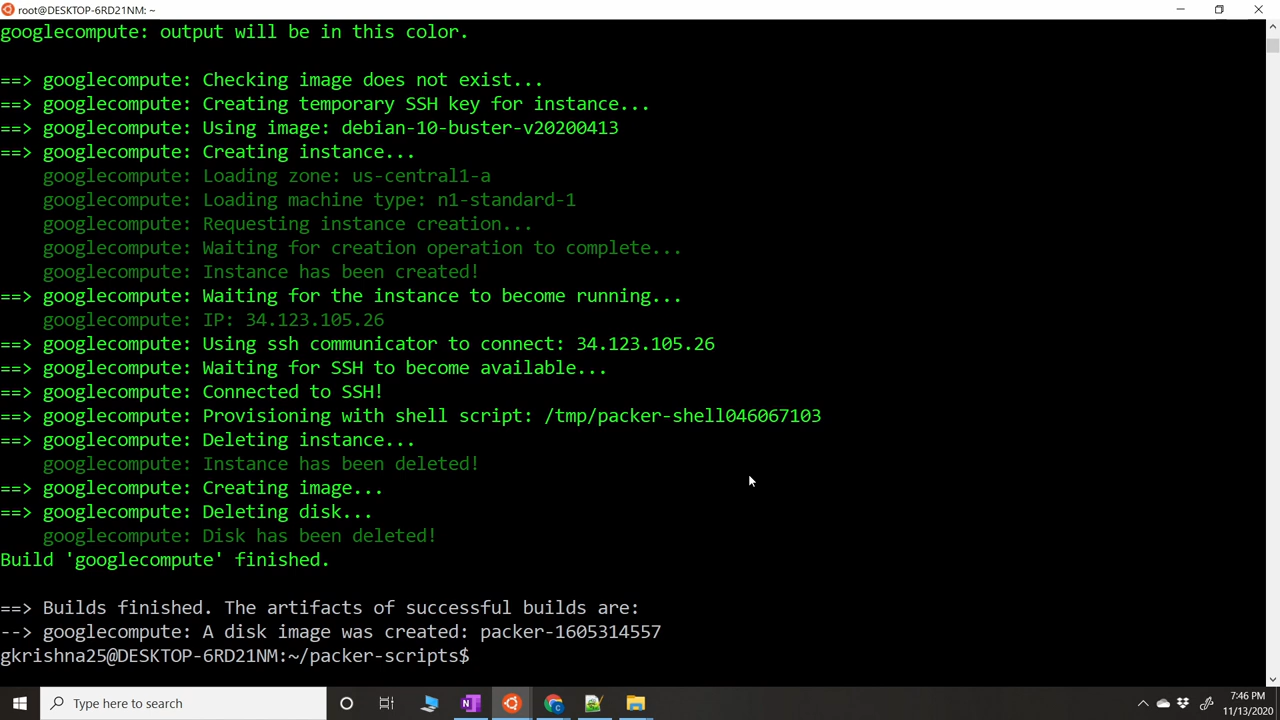 root@DESKTOP-6RD21NM: ~
googlecompute: output will be in this color.
==> googlecompute: Checking image does not exist...
==> googlecompute: Creating temporary SSH key for instance...
==> googlecompute: Using image: debian-10-buster-v20200413
==> googlecompute: Creating instance...
googlecompute: Loading zone: us-central1-a
googlecompute: Loading machine type: n1-standard-1
googlecompute: Requesting instance creation...
googlecompute: Waiting for creation operation to complete...
googlecompute: Instance has been created!
==> googlecompute: Waiting for the instance to become running...
googlecompute: IP: 34.123.105.26
==> googlecompute: Using ssh communicator to connect: 34.123.105.26
==> googlecompute: Waiting for SSH to become available...
==> googlecompute: Connected to SSH!
==> googlecompute: Provisioning with shell script: /tmp/packer-shell046067103
==> googlecompute: Deleting instance...
googlecompute: Instance has been deleted!
==> googlecompute: Creating image...
==> googlecompute: Deleting disk...
googlecompute: Disk has been deleted!
Build 'googlecompute' finished.
==> Builds finished. The artifacts of successful builds are:
--> googlecompute: A disk image was created: packer-1605314557
gkrishna25@DESKTOP-6RD21NM:~/packer-scripts$
Type here to search
7:46 PM
11/13/2020